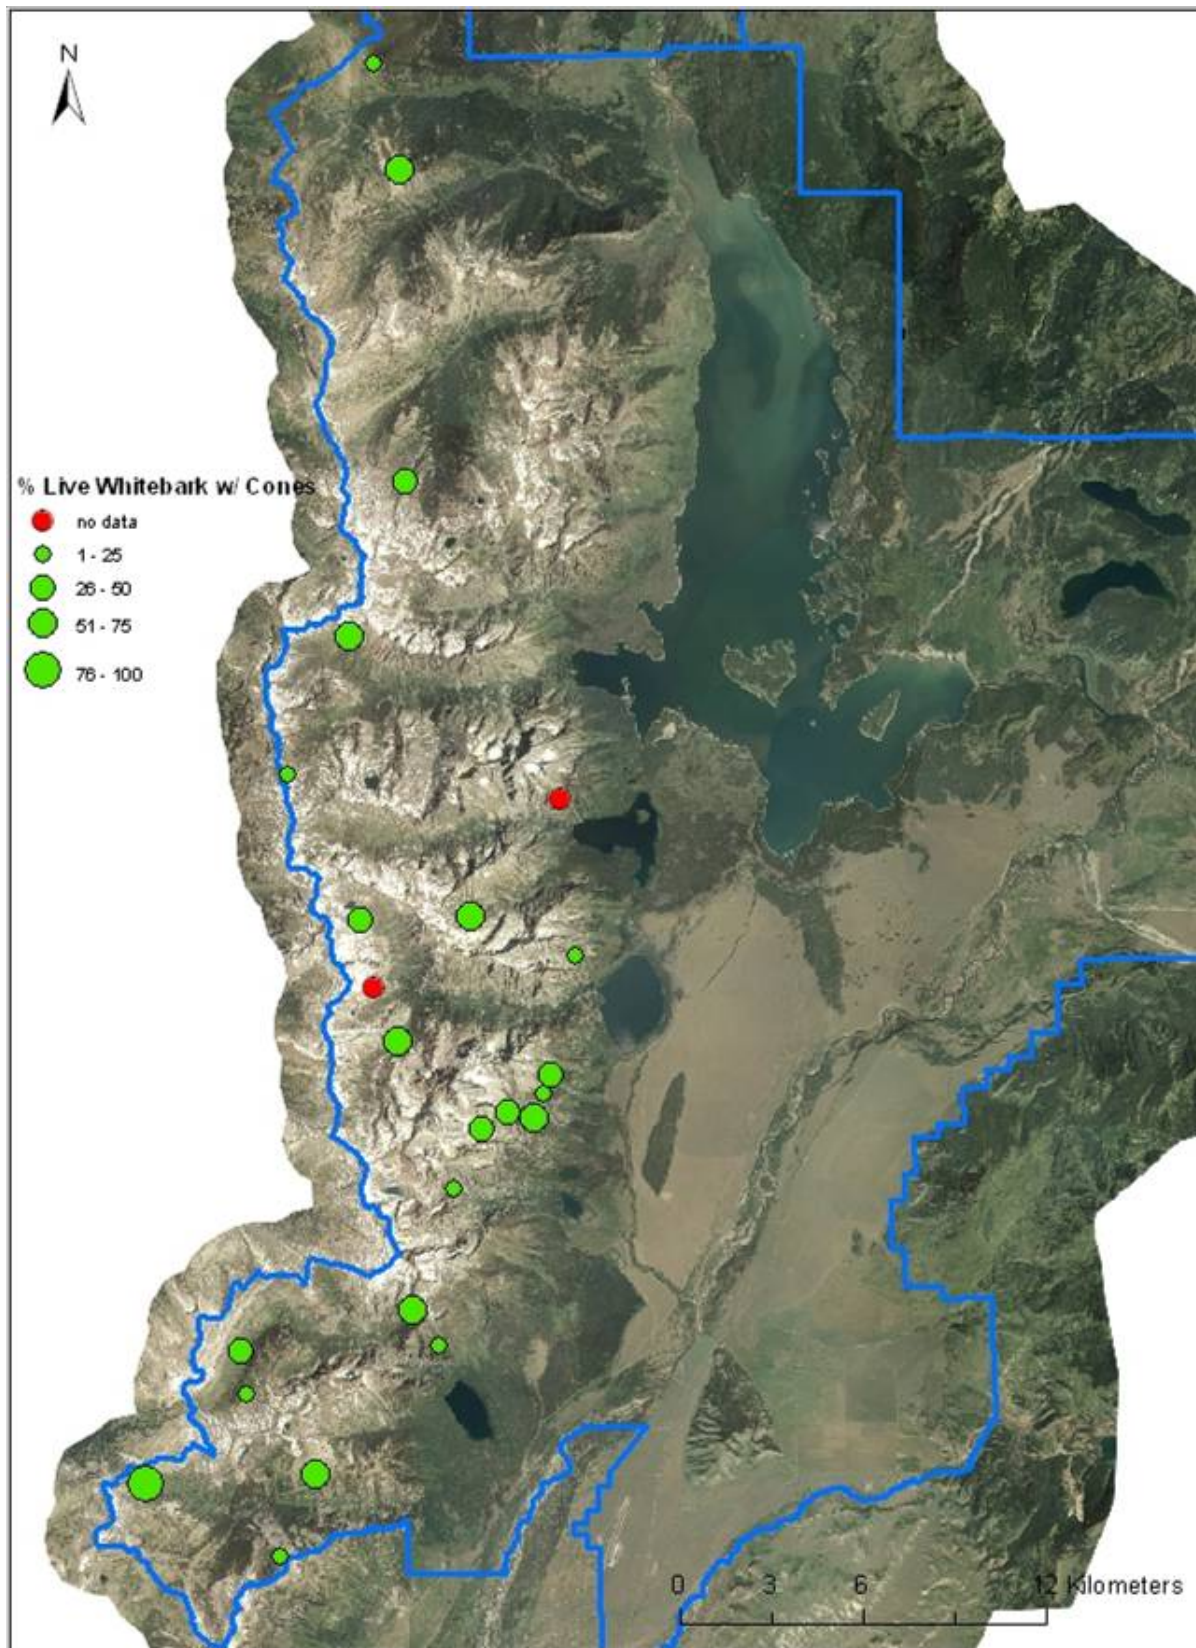 N
% Live Whitebark w/ Cones
no data
1 - 25
26 - 50
51 - 75
76 - 100
0 3 6 12 Kilometers